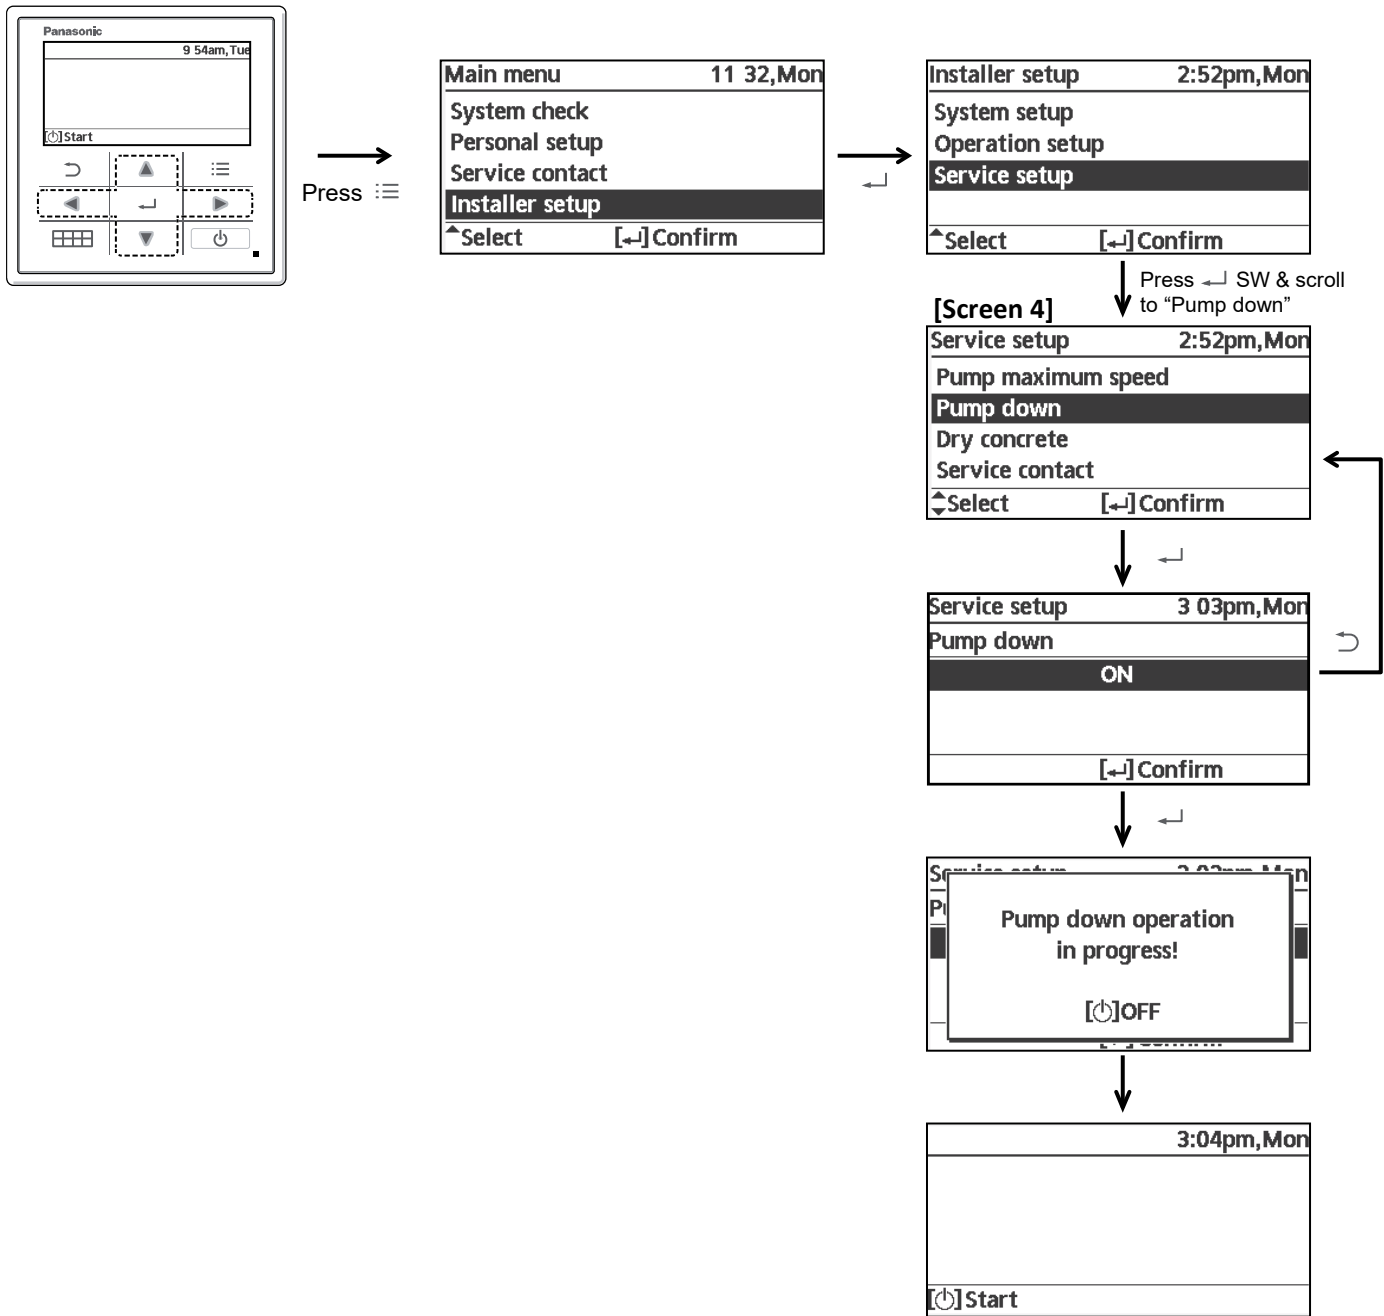 Panasonic
9 54am,Tue
[⏻]Start
Press
Main menu 11 32,Mon
System check
Personal setup
Service contact
Installer setup
Select [↵]Confirm
Installer setup 2:52pm,Mon
System setup
Operation setup
Service setup
Select [↵]Confirm
Press ↵ SW & scroll
to “Pump down”
[Screen 4]
Service setup 2:52pm,Mon
Pump maximum speed
Pump down
Dry concrete
Service contact
Select [↵]Confirm
Service setup 3 03pm,Mon
Pump down
ON
[↵]Confirm
Pump down operation
in progress!
[⏻]OFF
3:04pm,Mon
[⏻]Start